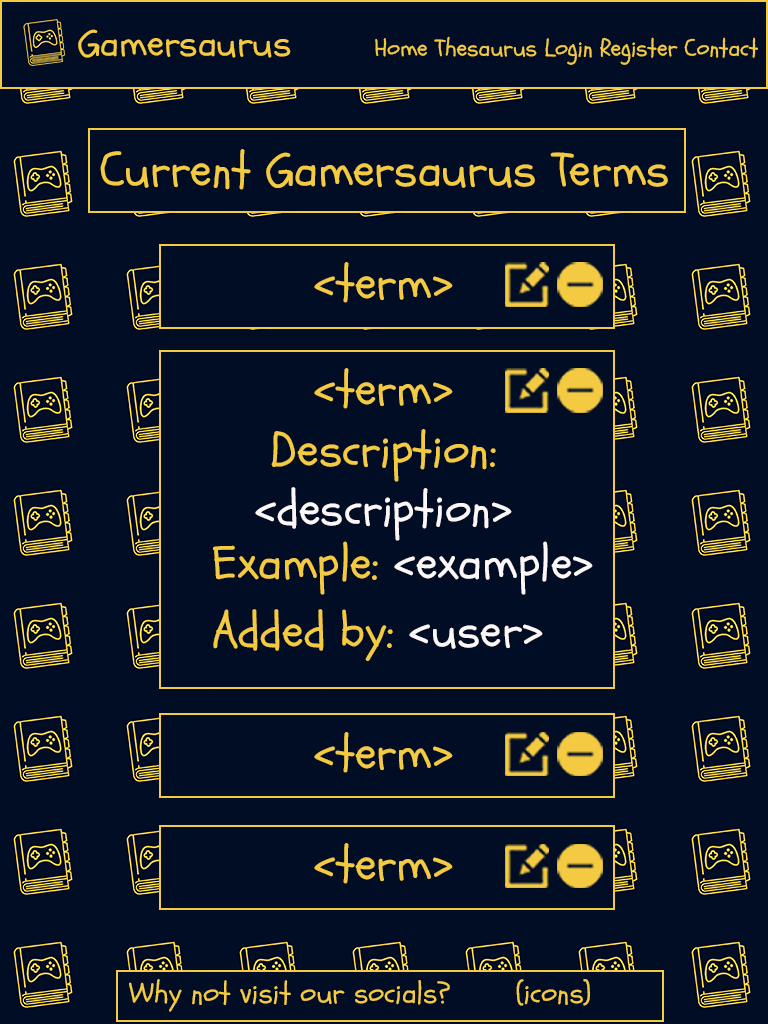 Gamersaurus
Home Thesaurus Login Register Contact
Current Gamersaurus Terms
<term>
<term>
Description:
<description>
Example: <example>
Added by: <user>
<term>
<term>
Why not visit our socials? (icons)